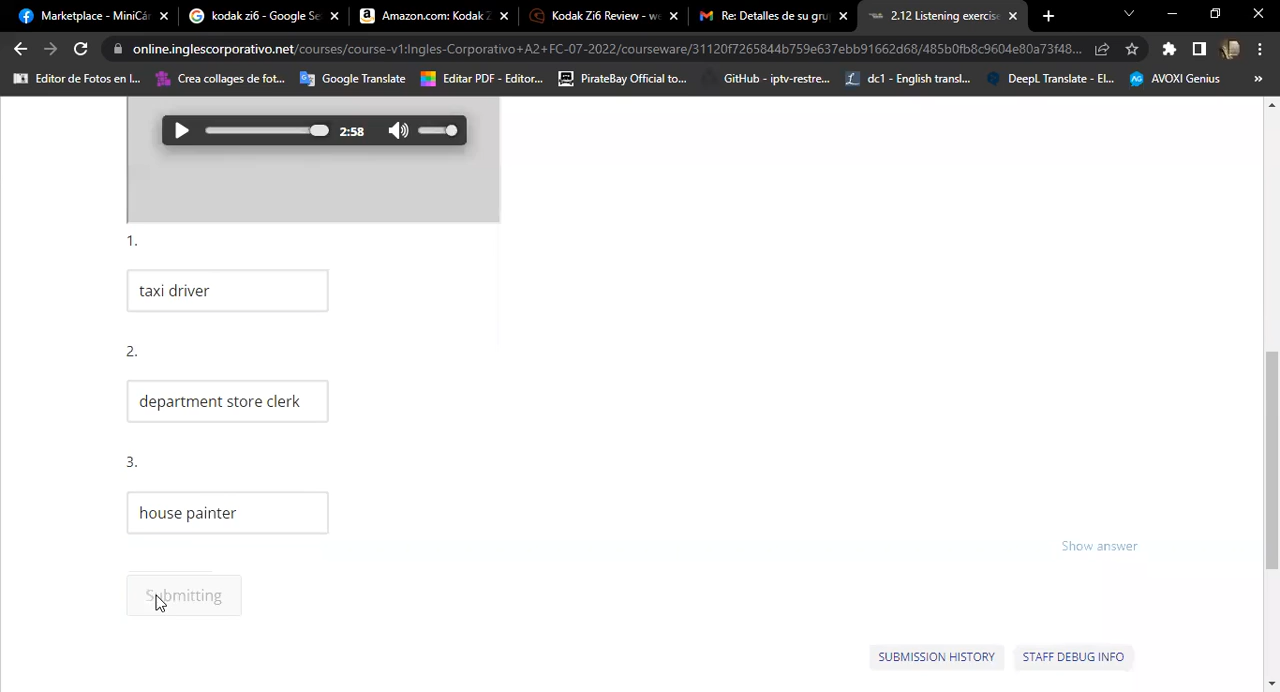 Marketplace - MiniCár
kodak zi6 - Google Se
Amazon.com: Kodak Z
Kodak Zi6 Review - we
Re: Detalles de su gru
2.12 Listening exercise
online.inglescorporativo.net/courses/course-v1:Ingles-Corporativo+A2+FC-07-2022/courseware/31120f7265844b759e637ebb91662d68/485b0fb8c9604e80a73f48...
Editor de Fotos en l...
Crea collages de fot...
Google Translate
Editar PDF - Editor...
PirateBay Official to...
GitHub - iptv-restre...
dc1 - English transl...
DeepL Translate - El...
AVOXI Genius
»
2:58
1.
taxi driver
2.
department store clerk
3.
house painter
Show answer
Submitting
SUBMISSION HISTORY
STAFF DEBUG INFO